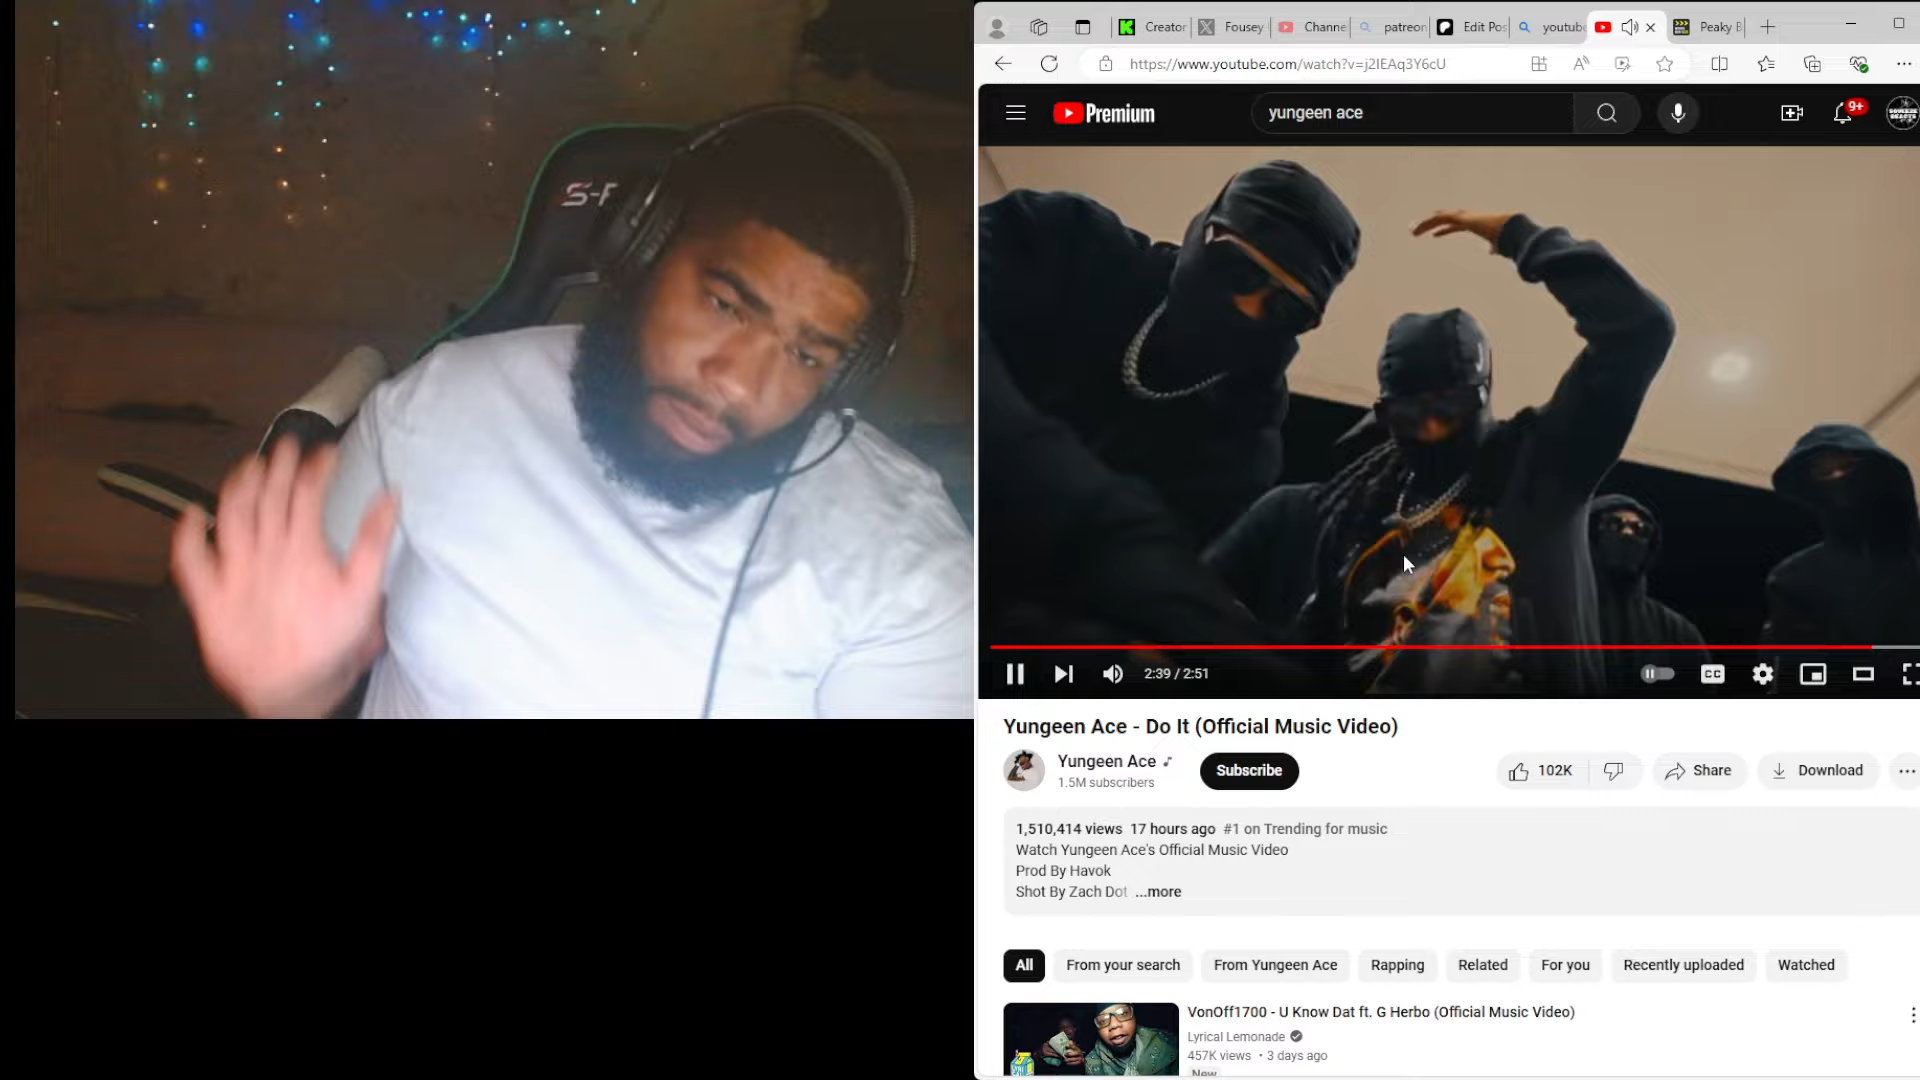 S-R
Creator
Fousey
Channe
patreon
Edit Pos
youtube
Peaky B
https://www.youtube.com/watch?v=j2IEAq3Y6cU
Premium
yungeen ace
9+
2:39 / 2:51
CC
Yungeen Ace - Do It (Official Music Video)
Yungeen Ace
1.5M subscribers
Subscribe
102K
Share
Download
1,510,414 views 17 hours ago #1 on Trending for music
Watch Yungeen Ace's Official Music Video
Prod By Havok
Shot By Zach Dot ...more
All
From your search
From Yungeen Ace
Rapping
Related
For you
Recently uploaded
Watched
VonOff1700 - U Know Dat ft. G Herbo (Official Music Video)
Lyrical Lemonade
457K views • 3 days ago
New